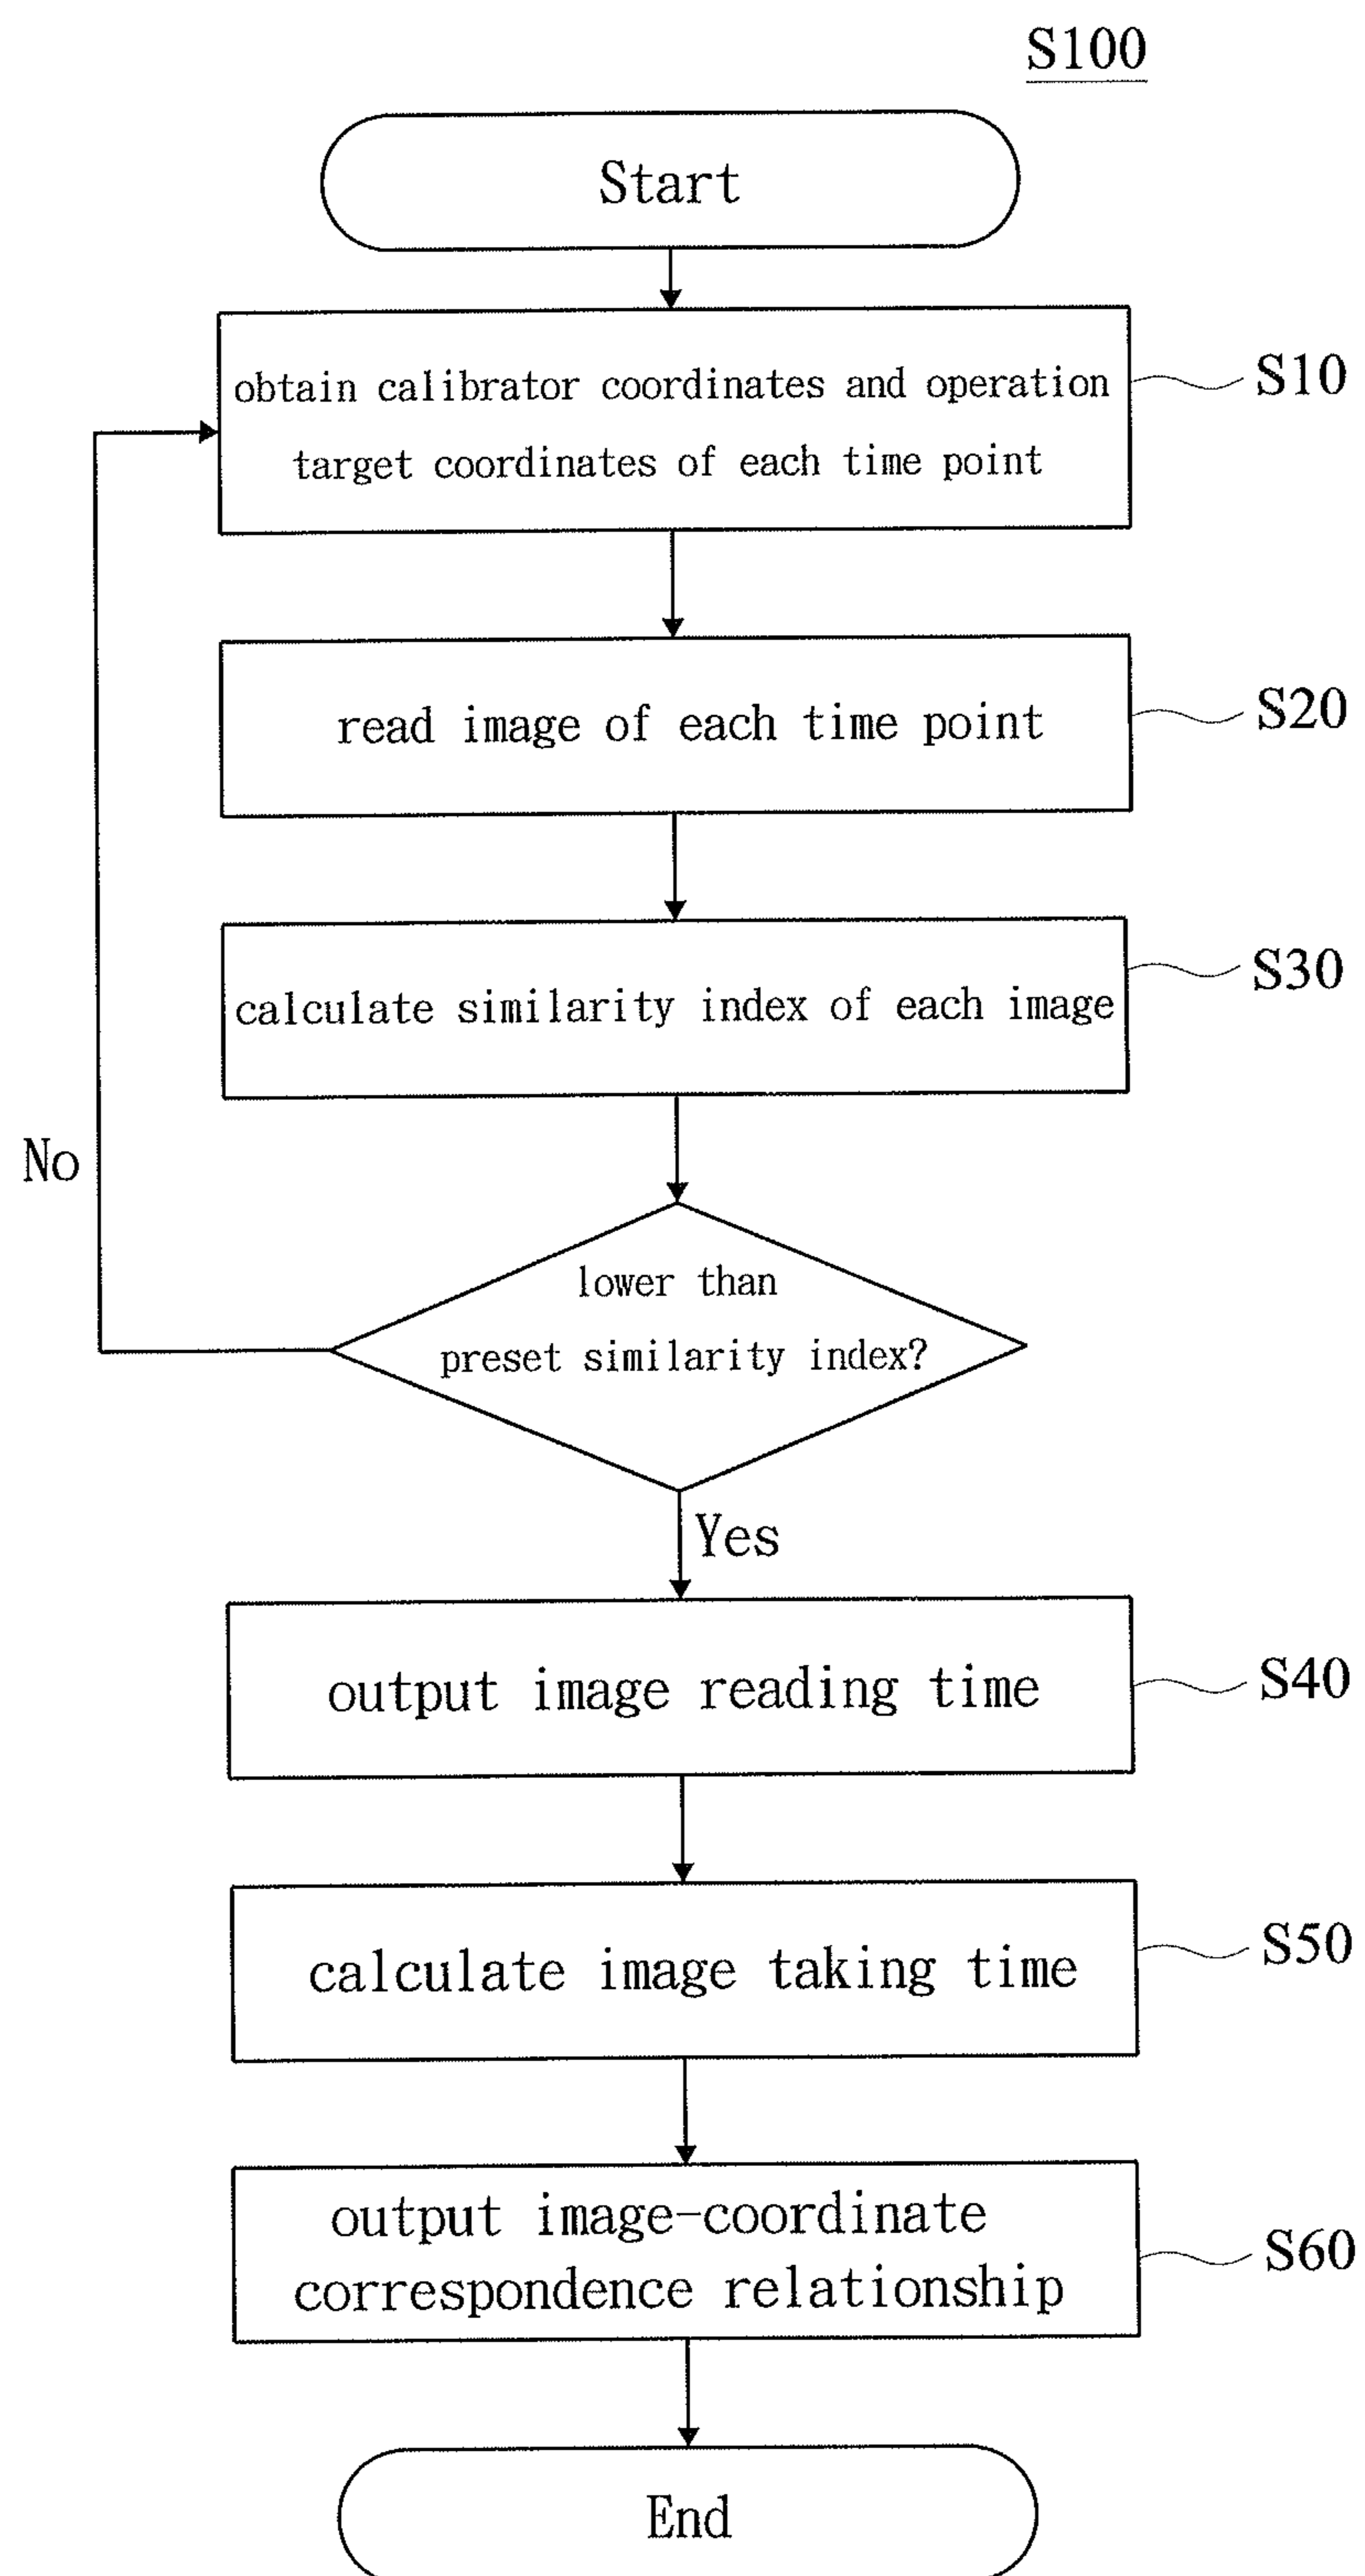 S100
Start
obtain calibrator coordinates and operation
target coordinates of each time point
S10
read image of each time point
S20
calculate similarity index of each image
S30
No
lower than
preset similarity index?
Yes
output image reading time
S40
calculate image taking time
S50
output image-coordinate
correspondence relationship
S60
End